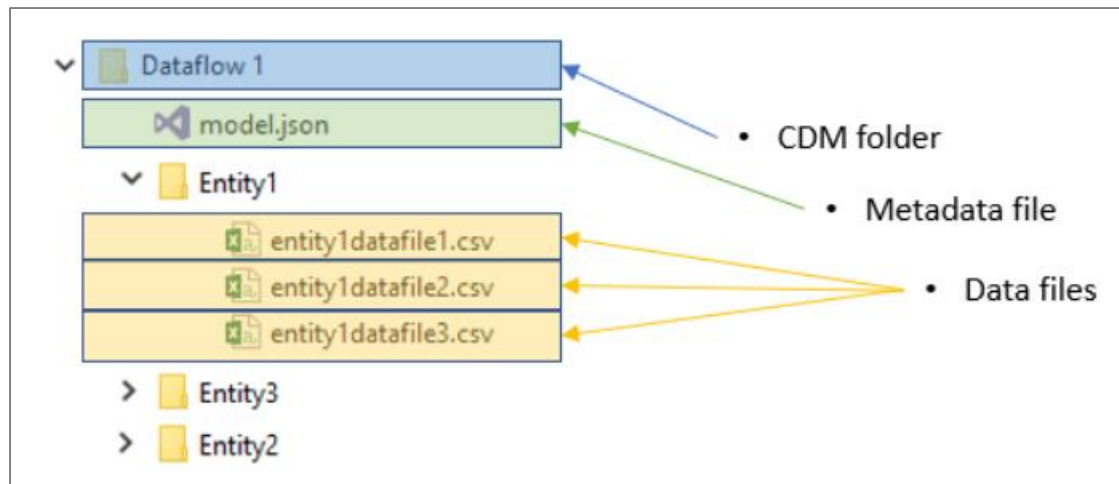 Dataflow 1
model.json
• CDM folder
Entity1
• Metadata file
entity1datafile1.csv
entity1datafile2.csv
• Data files
entity1datafile3.csv
Entity3
Entity2